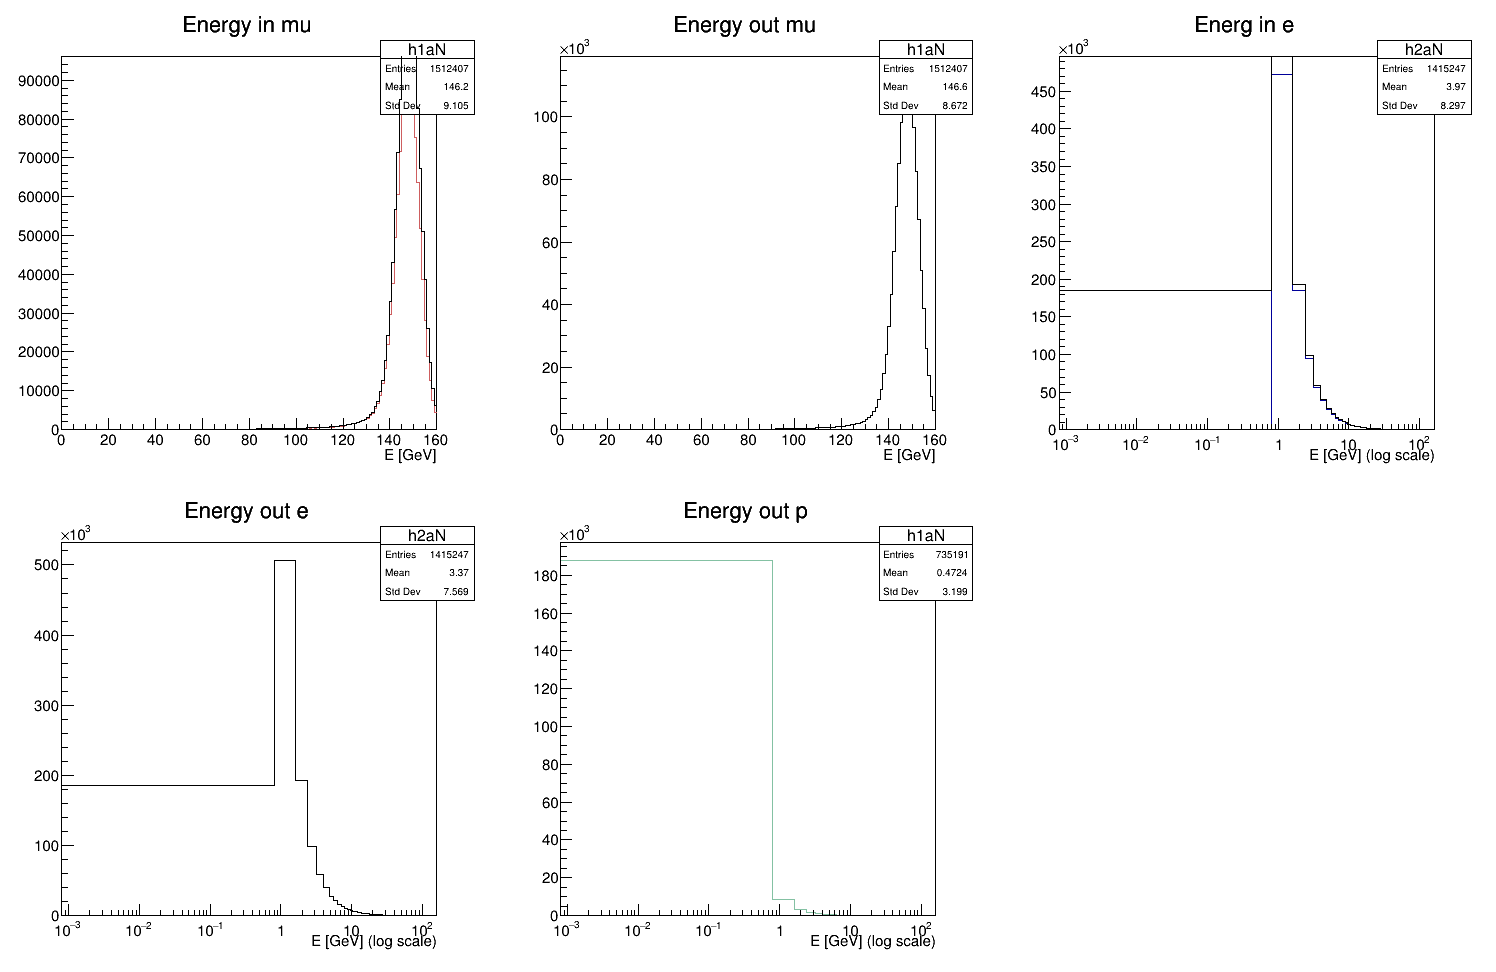 Energy in mu
h1aN
Entries 1512407
Mean 146.2
Std Dev 9.105
90000
80000
70000
60000
50000
40000
30000
20000
10000
0
0 20 40 60 80 100 120 140 160
E [GeV]
Energy out mu
×10³
h1aN
Entries 1512407
Mean 146.6
Std Dev 8.672
100
80
60
40
20
0
0 20 40 60 80 100 120 140 160
E [GeV]
Energ in e
×10³
h2aN
Entries 1415247
Mean 3.97
Std Dev 8.297
450
400
350
300
250
200
150
100
50
0
10⁻³ 10⁻² 10⁻¹ 1 10 10²
E [GeV] (log scale)
Energy out e
×10³
h2aN
Entries 1415247
Mean 3.37
Std Dev 7.569
500
400
300
200
100
0
10⁻³ 10⁻² 10⁻¹ 1 10 10²
E [GeV] (log scale)
Energy out p
×10³
h1aN
Entries 735191
Mean 0.4724
Std Dev 3.199
180
160
140
120
100
80
60
40
20
0
10⁻³ 10⁻² 10⁻¹ 1 10 10²
E [GeV] (log scale)